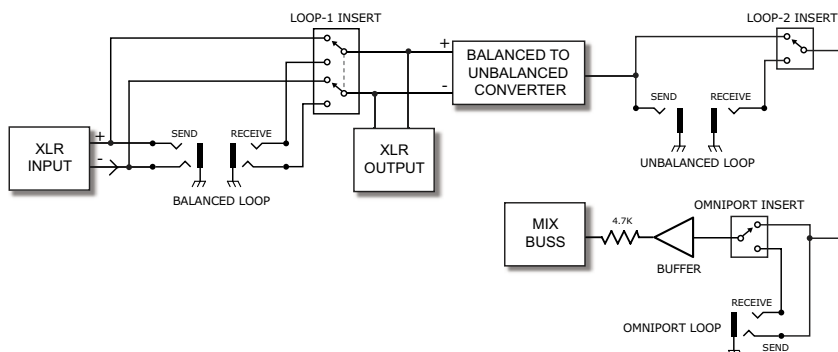 LOOP-1 INSERT
LOOP-2 INSERT
+
-
BALANCED TO
UNBALANCED
CONVERTER
SEND
RECEIVE
UNBALANCED LOOP
XLR
INPUT
+
-
SEND
RECEIVE
BALANCED LOOP
XLR
OUTPUT
OMNIPORT INSERT
MIX
BUSS
4.7K
BUFFER
RECEIVE
OMNIPORT LOOP
SEND